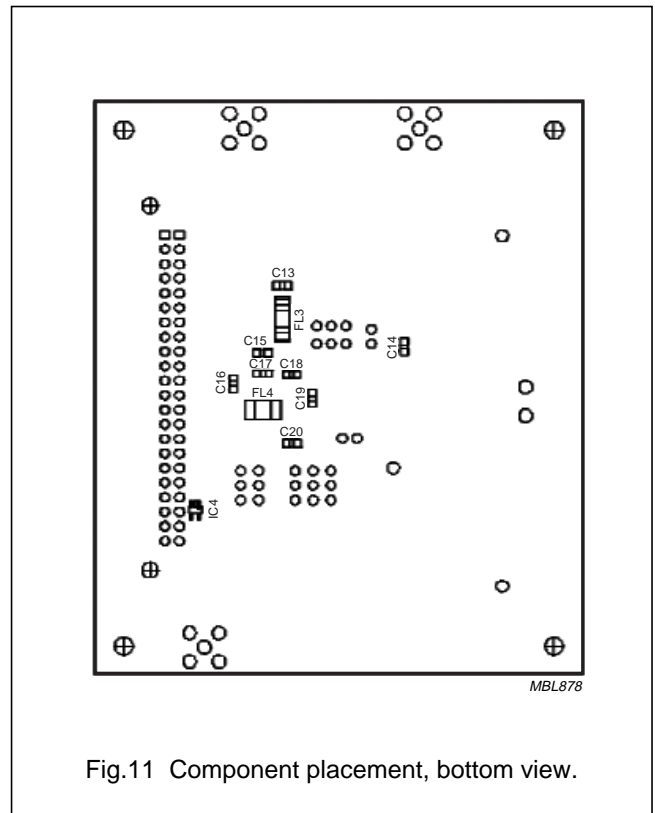 C13
FL3
C14
C15
C17
C18
C16
FL4
C19
C20
IC4
MBL878
Fig.11 Component placement, bottom view.